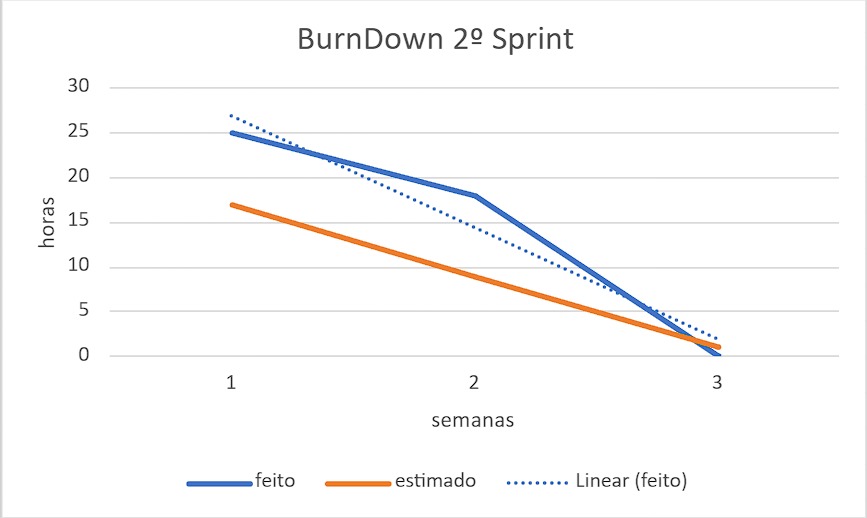 BurnDown 2º Sprint
30
25
20
15
10
5
0
horas
1 2 3
semanas
feito estimado Linear (feito)